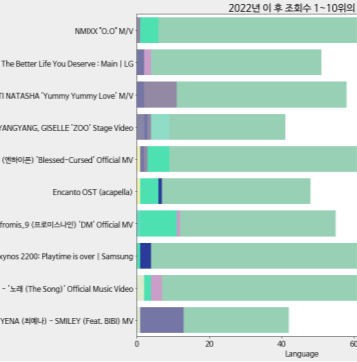 2022년 이 후 조회수 1~10위의
NMIXX "O.O" M/V
The Better Life You Deserve : Main | LG
TI NATASHA 'Yummy Yummy Love' M/V
YANGYANG, GISELLE 'ZOO' Stage Video
(엔하이픈) 'Blessed-Cursed' Official MV
Encanto OST (acapella)
fromis_9 (프로미스나인) 'DM' Official MV
xynos 2200: Playtime is over | Samsung
- '노래 (The Song)' Official Music Video
YENA (최예나) - SMILEY (Feat. BIBI) MV
0 20 40 60
Language